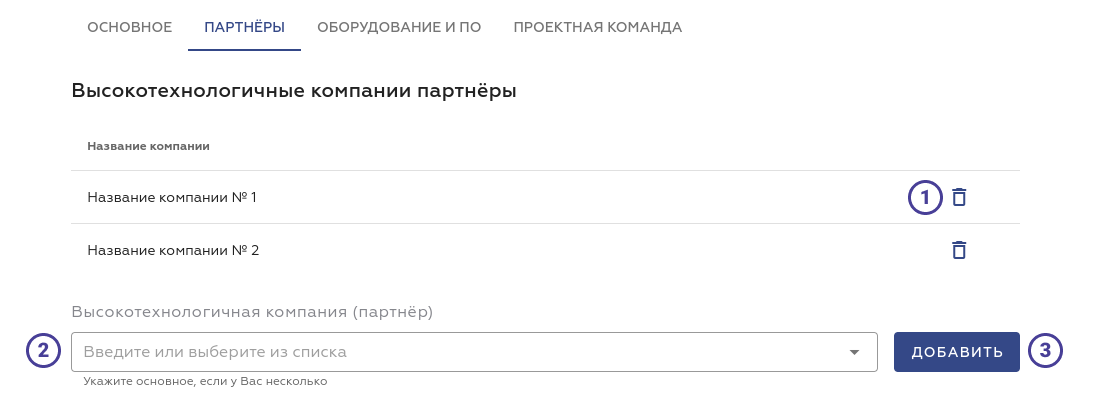 ОСНОВНОЕ ПАРТНЁРЫ ОБОРУДОВАНИЕ И ПО ПРОЕКТНАЯ КОМАНДА
Высокотехнологичные компании партнёры
Название компании
Название компании № 1 1
Название компании № 2
Высокотехнологичная компания (партнёр)
2 Введите или выберите из списка ДОБАВИТЬ 3
Укажите основное, если у Вас несколько